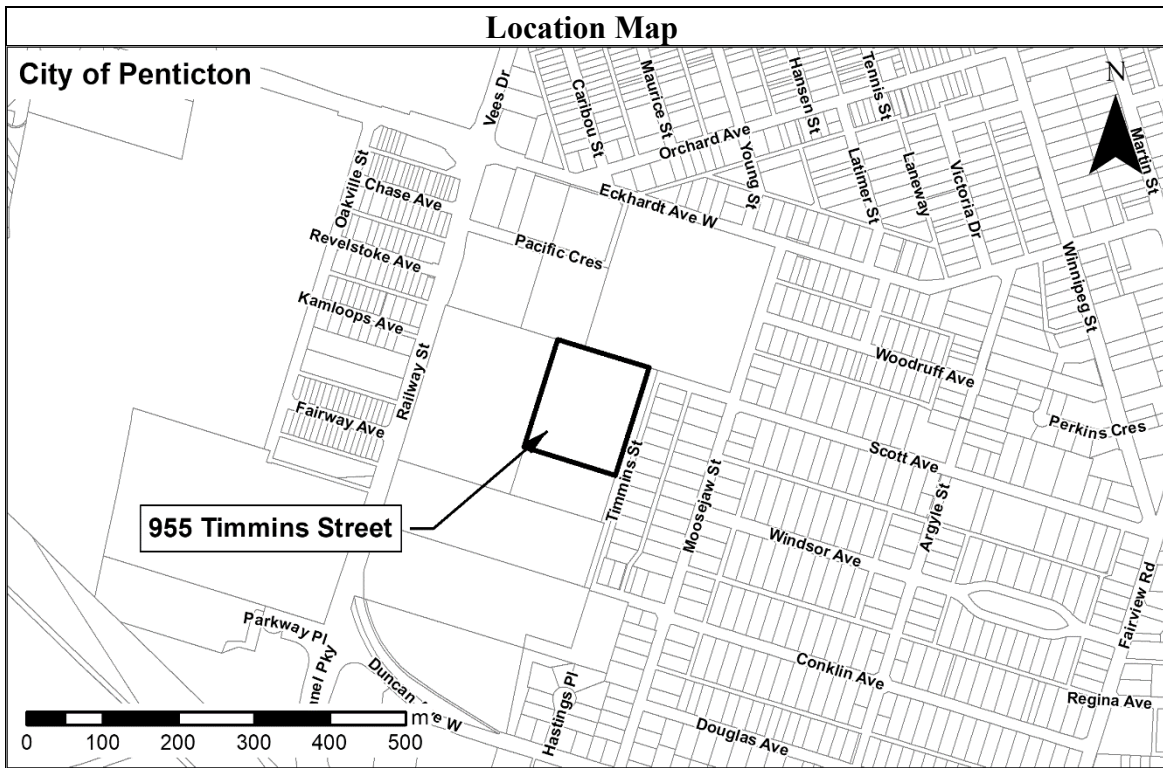 Location Map
City of Penticton
N
Vees Dr
Caribou St
Maurice St
Hansen St
Tennis St
Orchard Ave
Young St
Latimer St
Laneway
Victoria Dr
Martin St
Oakville St
Chase Ave
Eckhardt Ave W
Revelstoke Ave
Pacific Cres
Winnipeg St
Kamloops Ave
Railway St
Woodruff Ave
Fairway Ave
Perkins Cres
Scott Ave
Timmins St
Moosejaw St
Argyle St
955 Timmins Street
Windsor Ave
Fairview Rd
Parkway Pl
nel Pky
Duncan
e W
Hastings Pl
Conklin Ave
Regina Ave
Douglas Ave
0 100 200 300 400 500